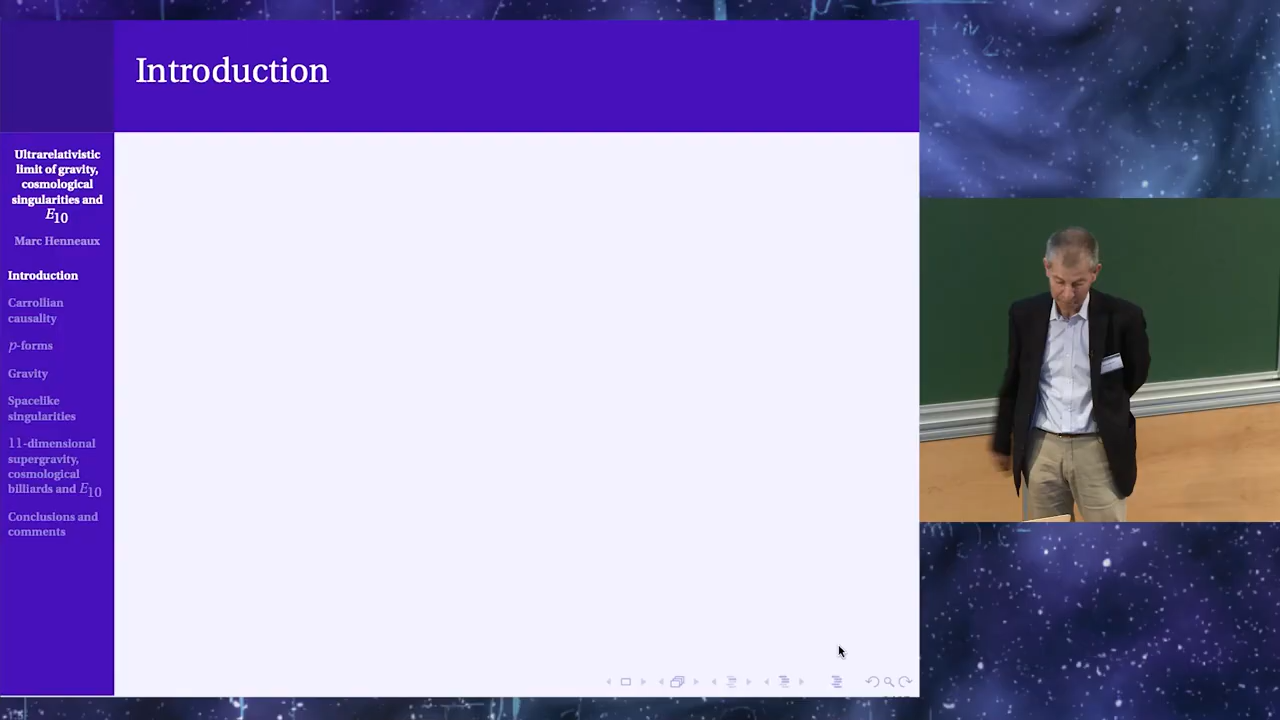 Introduction
Ultrarelativistic
limit of gravity,
cosmological
singularities and
E10
Marc Henneaux
Introduction
Carrollian
causality
p-forms
Gravity
Spacelike
singularities
11-dimensional
supergravity,
cosmological
billiards and E10
Conclusions and
comments